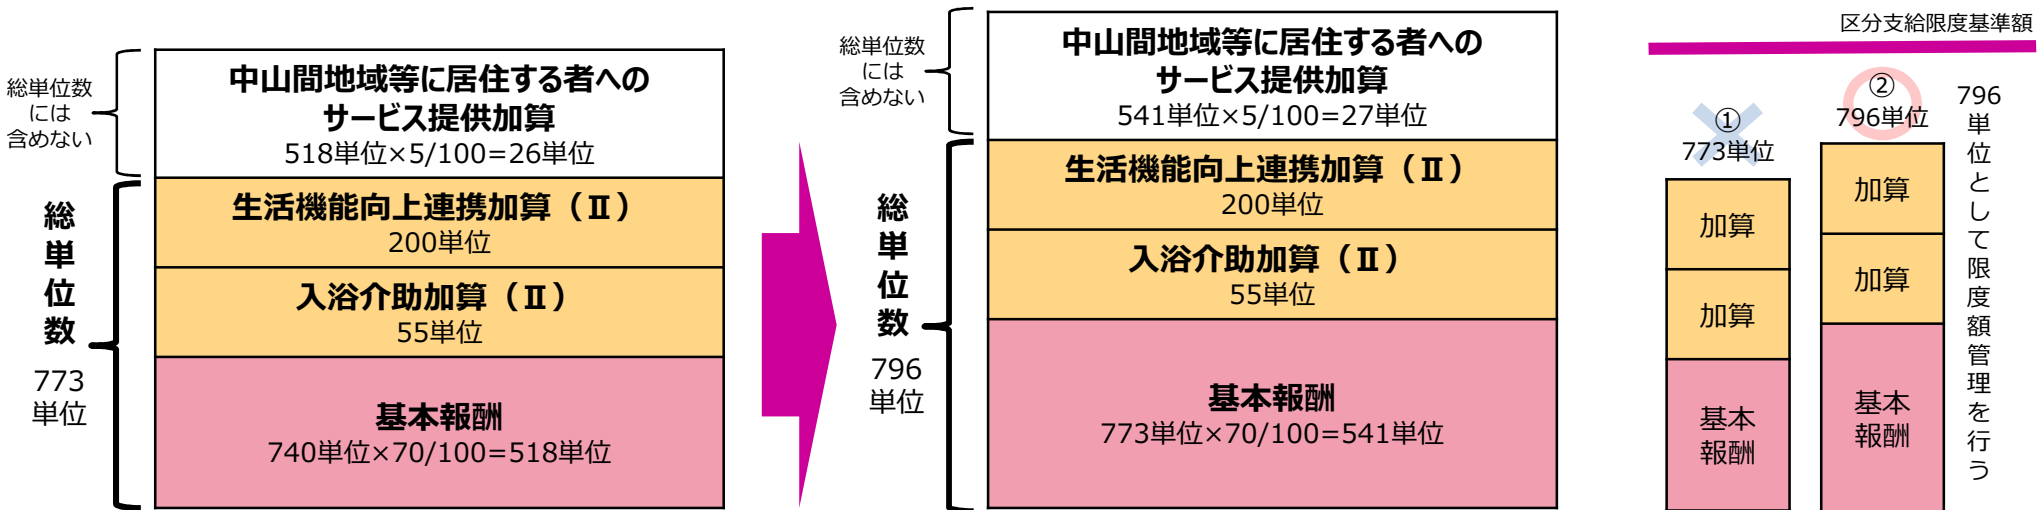 総単位数
には
含めない
中山間地域等に居住する者への
サービス提供加算
518単位×5/100=26単位
総単位数
773
単位
生活機能向上連携加算（Ⅱ）
200単位
入浴介助加算（Ⅱ）
55単位
基本報酬
740単位×70/100=518単位
総単位数
には
含めない
中山間地域等に居住する者への
サービス提供加算
541単位×5/100=27単位
総単位数
796
単位
生活機能向上連携加算（Ⅱ）
200単位
入浴介助加算（Ⅱ）
55単位
基本報酬
773単位×70/100=541単位
区分支給限度基準額
①
773単位
加算
加算
基本
報酬
②
796単位
加算
加算
基本
報酬
796単位として限度額管理を行う